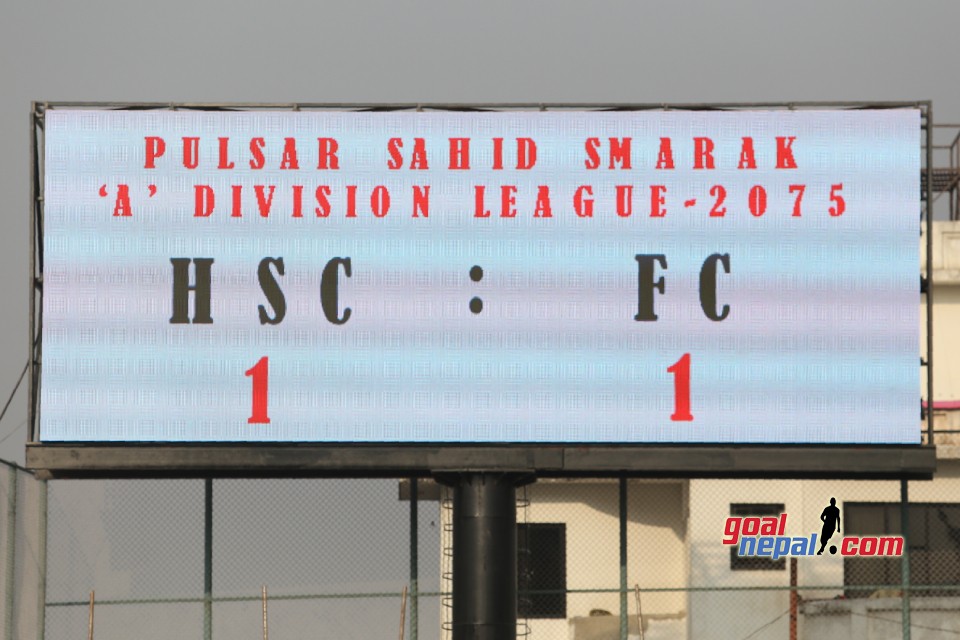 PULSAR SAHID SMARAK
'A' DIVISION LEAGUE-2075
HSC : FC
1 1
goal
nepal.com